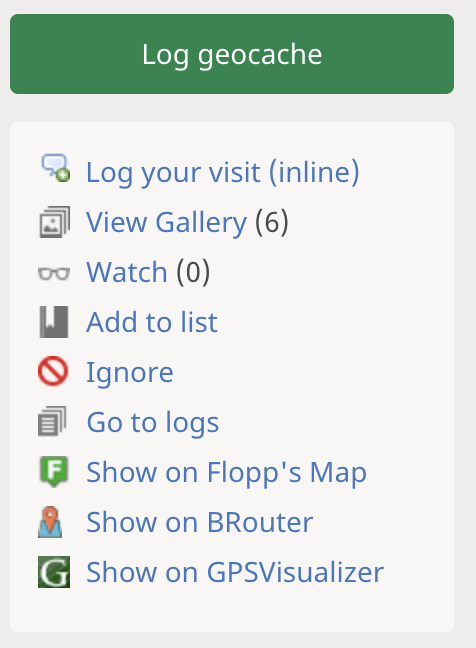 Log geocache
Log your visit (inline)
View Gallery (6)
Watch (0)
Add to list
Ignore
Go to logs
F Show on Flopp's Map
Show on BRouter
G Show on GPSVisualizer